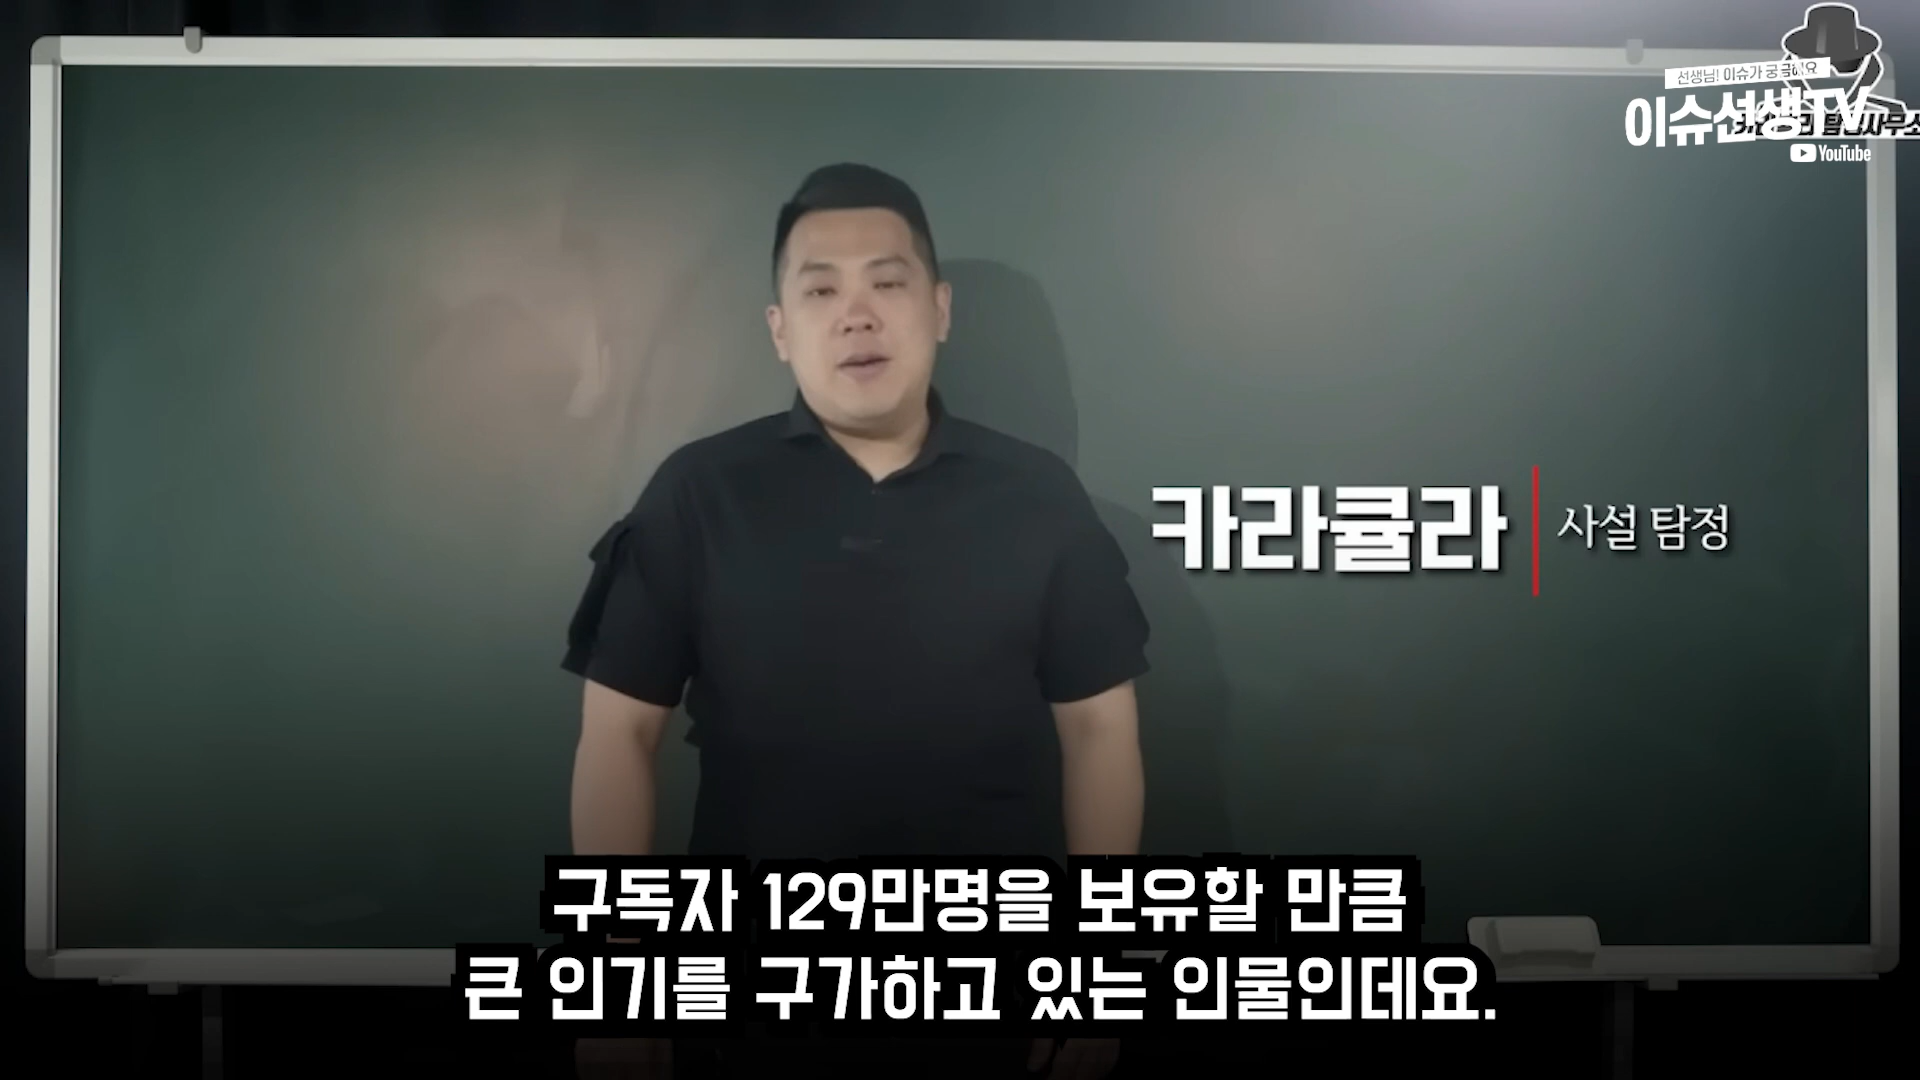 선생님! 이슈가 궁금해요
이슈선생TV
YouTube
카라큘라
사설 탐정
구독자 129만명을 보유할 만큼
큰 인기를 구가하고 있는 인물인데요.